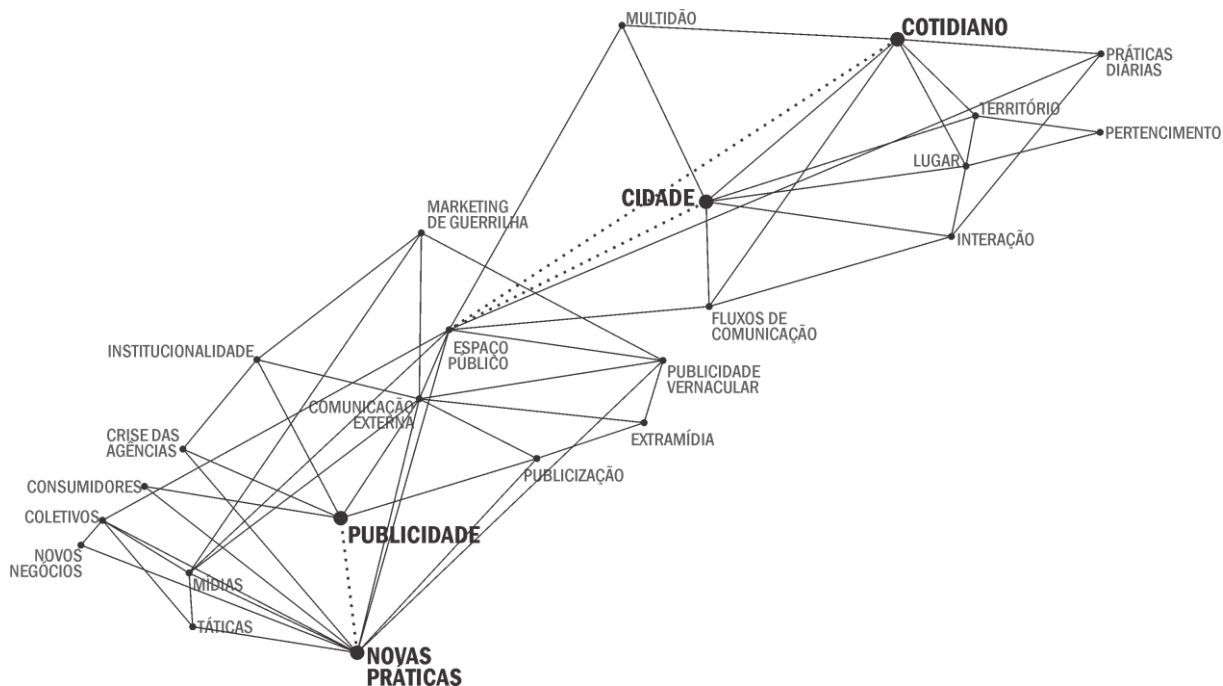 MULTIDÃO
COTIDIANO
PRÁTICAS
DIÁRIAS
TERRITÓRIO
PERTENCIMENTO
LUGAR
CIDADE
MARKETING
DE GUERRILHA
INTERAÇÃO
FLUXOS DE
COMUNICAÇÃO
INSTITUCIONALIDADE
ESPAÇO
PÚBLICO
PUBLICIDADE
VERNACULAR
COMUNICAÇÃO
EXTERNA
CRISE DAS
AGÊNCIAS
EXTRAMÍDIA
PUBLICIZAÇÃO
CONSUMIDORES
COLETIVOS
PUBLICIDADE
NOVOS
NEGÓCIOS
MÍDIAS
TÁTICAS
NOVAS
PRÁTICAS